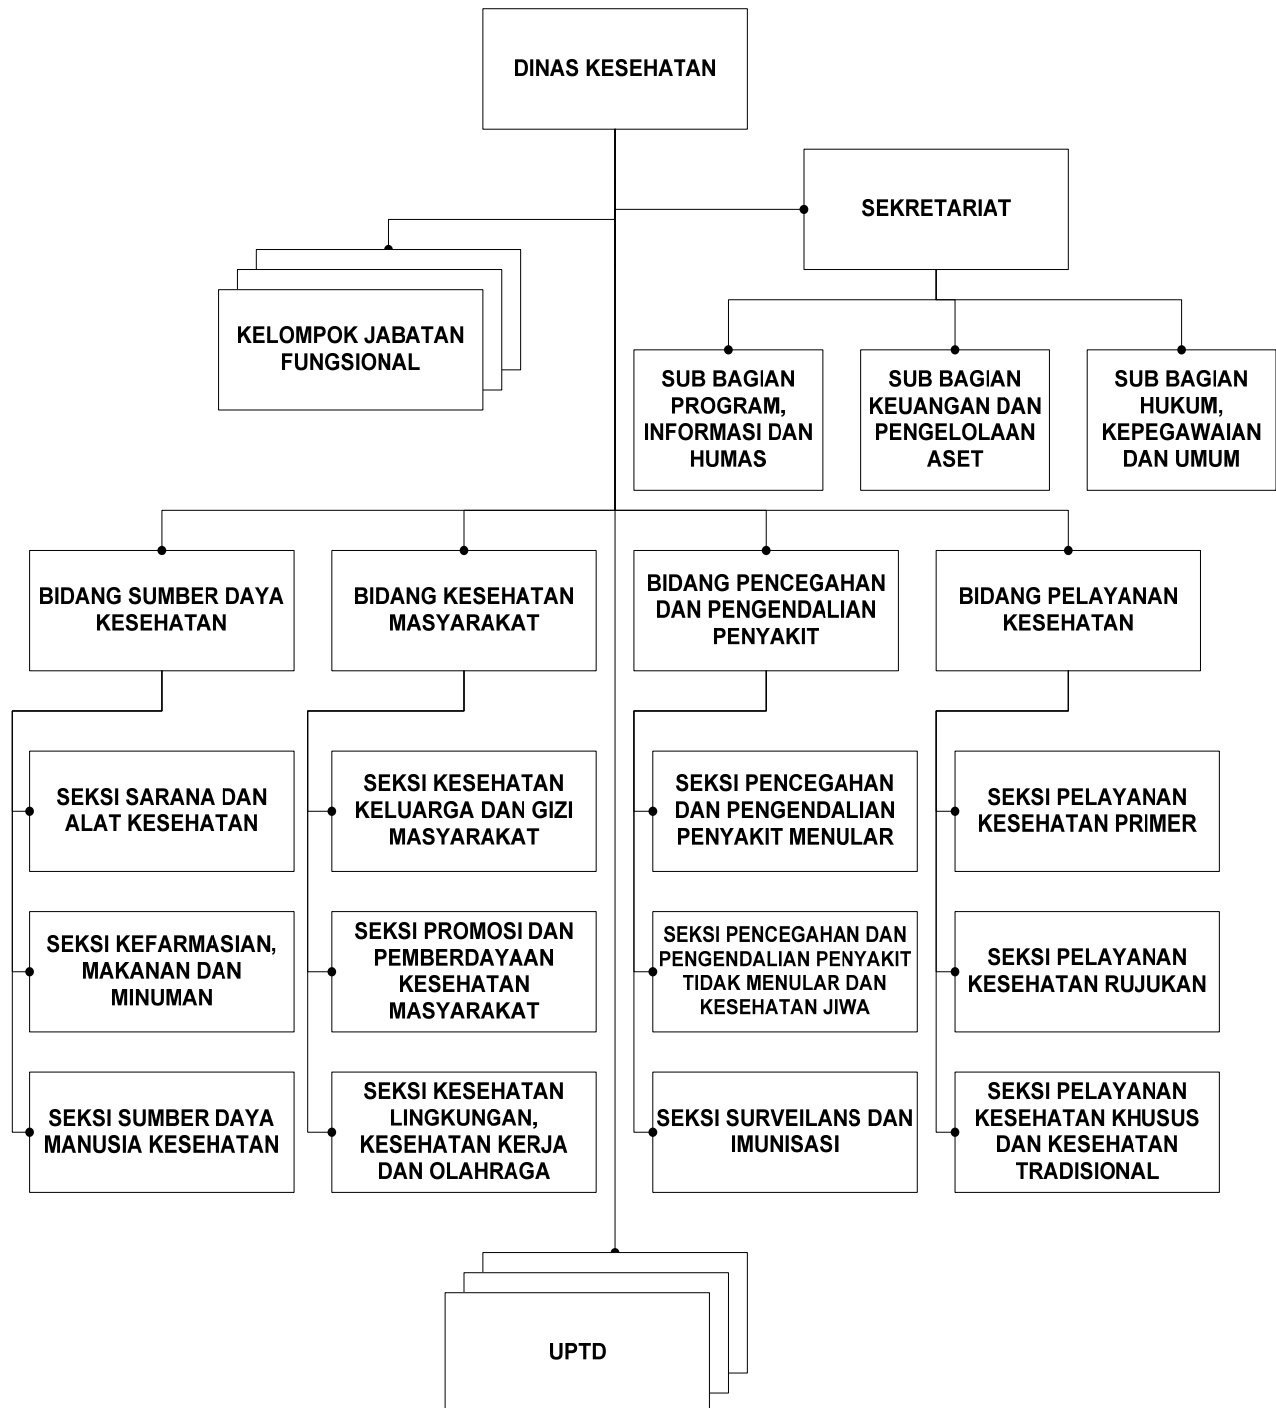 DINAS KESEHATAN
SEKRETARIAT
KELOMPOK JABATAN
FUNGSIONAL
SUB BAGIAN
PROGRAM,
INFORMASI DAN
HUMAS
SUB BAGIAN
KEUANGAN DAN
PENGELOLAAN
ASET
SUB BAGIAN
HUKUM,
KEPEGAWAIAN
DAN UMUM
BIDANG SUMBER DAYA
KESEHATAN
BIDANG KESEHATAN
MASYARAKAT
BIDANG PENCEGAHAN
DAN PENGENDALIAN
PENYAKIT
BIDANG PELAYANAN
KESEHATAN
SEKSI SARANA DAN
ALAT KESEHATAN
SEKSI KESEHATAN
KELUARGA DAN GIZI
MASYARAKAT
SEKSI PENCEGAHAN
DAN PENGENDALIAN
PENYAKIT MENULAR
SEKSI PELAYANAN
KESEHATAN PRIMER
SEKSI KEFARMASIAN,
MAKANAN DAN
MINUMAN
SEKSI PROMOSI DAN
PEMBERDAYAAN
KESEHATAN
MASYARAKAT
SEKSI PENCEGAHAN DAN
PENGENDALIAN PENYAKIT
TIDAK MENULAR DAN
KESEHATAN JIWA
SEKSI PELAYANAN
KESEHATAN RUJUKAN
SEKSI SUMBER DAYA
MANUSIA KESEHATAN
SEKSI KESEHATAN
LINGKUNGAN,
KESEHATAN KERJA
DAN OLAHRAGA
SEKSI SURVEILANS DAN
IMUNISASI
SEKSI PELAYANAN
KESEHATAN KHUSUS
DAN KESEHATAN
TRADISIONAL
UPTD